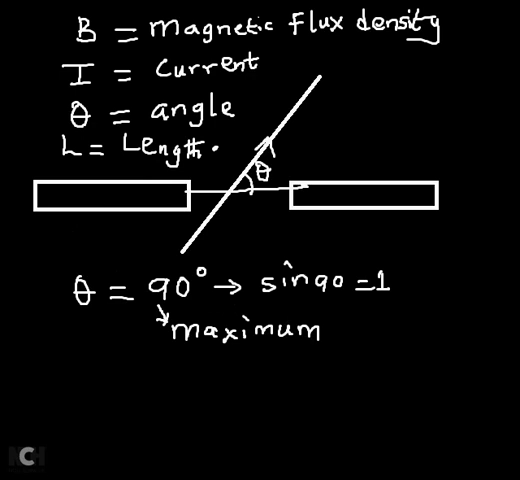 B = Magnetic Flux density
I = Current
θ = angle
L = Length.
θ
θ = 90° → sin90 = 1
↘ maximum